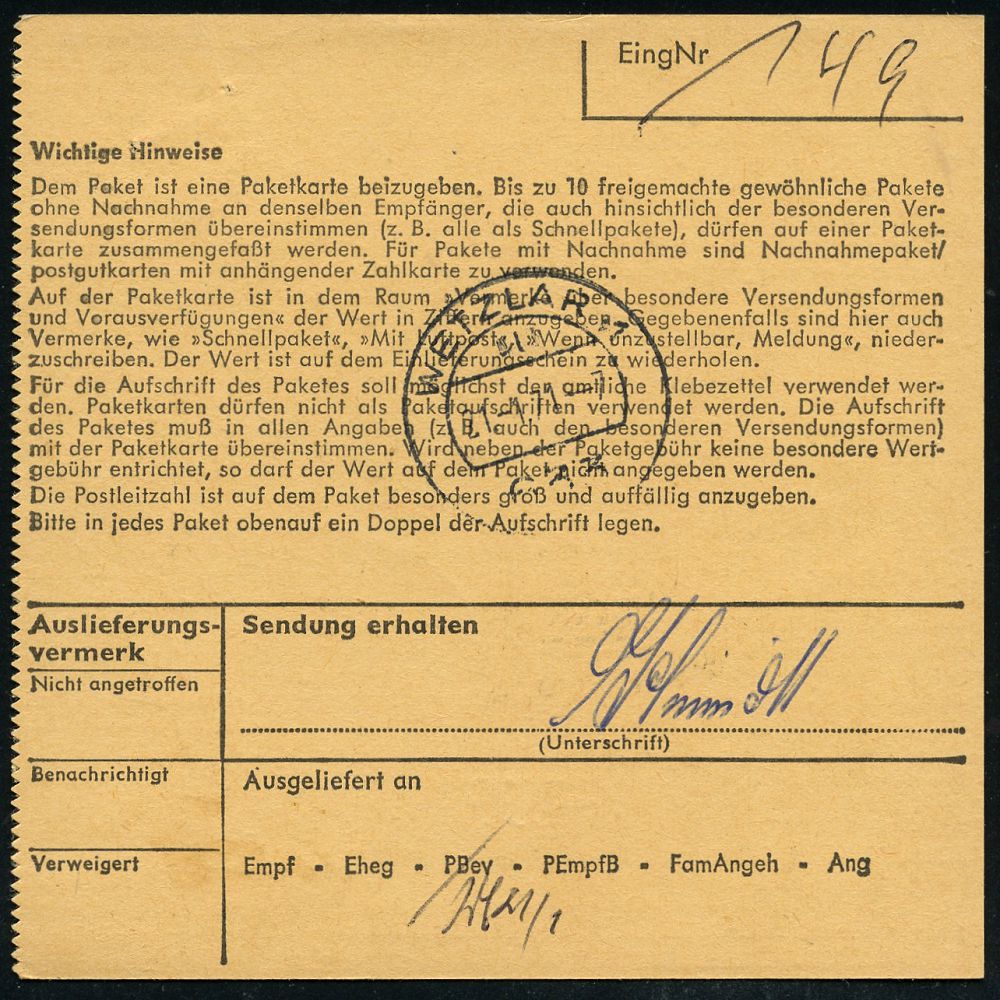 EingNr 149
Wichtige Hinweise
Dem Paket ist eine Paketkarte beizugeben. Bis zu 10 freigemachte gewöhnliche Pakete
ohne Nachnahme an denselben Empfänger, die auch hinsichtlich der besonderen Ver-
sendungsformen übereinstimmen (z. B. alle als Schnellpakete), dürfen auf einer Paket-
karte zusammengefaßt werden. Für Pakete mit Nachnahme sind Nachnahmepaket/
postgutkarten mit anhängender Zahlkarte zu verwenden.
Auf der Paketkarte ist in dem Raum »Vermerke über besondere Versendungsformen
und Vorausverfügungen« der Wert in Ziffern anzugeben. Gegebenenfalls sind hier auch
Vermerke, wie »Schnellpaket«, »Mit Luftpost«, »Wenn unzustellbar, Meldung«, nieder-
zuschreiben. Der Wert ist auf dem Einlieferungsschein zu wiederholen.
Für die Aufschrift des Paketes soll möglichst der amtliche Klebezettel verwendet wer-
den. Paketkarten dürfen nicht als Paketaufschriften verwendet werden. Die Aufschrift
des Paketes muß in allen Angaben (z. B. auch den besonderen Versendungsformen)
mit der Paketkarte übereinstimmen. Wird neben der Paketgebühr keine besondere Wert-
gebühr entrichtet, so darf der Wert auf dem Paket nicht angegeben werden.
Die Postleitzahl ist auf dem Paket besonders groß und auffällig anzugeben.
Bitte in jedes Paket obenauf ein Doppel der Aufschrift legen.
WETZLAR 1
21.-1.71.-7
Auslieferungs-
vermerk
Sendung erhalten
Schmidt
Nicht angetroffen
(Unterschrift)
Benachrichtigt
Ausgeliefert an
Verweigert
Empf - Eheg - PBev - PEmpfB - FamAngeh - Ang
21/1